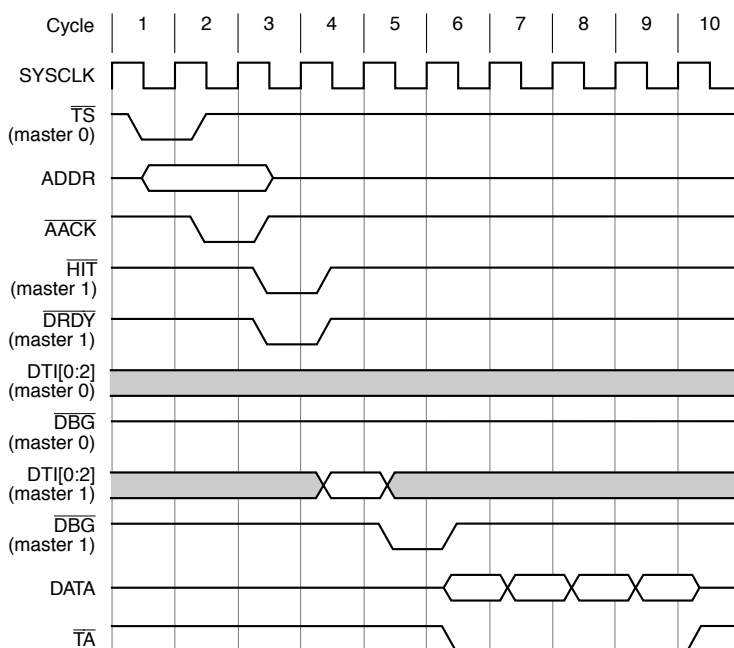 Cycle 1 2 3 4 5 6 7 8 9 10
SYSCLK
TS
(master 0)
ADDR
AACK
HIT
(master 1)
DRDY
(master 1)
DTI[0:2]
(master 0)
DBG
(master 0)
DTI[0:2]
(master 1)
DBG
(master 1)
DATA
TA